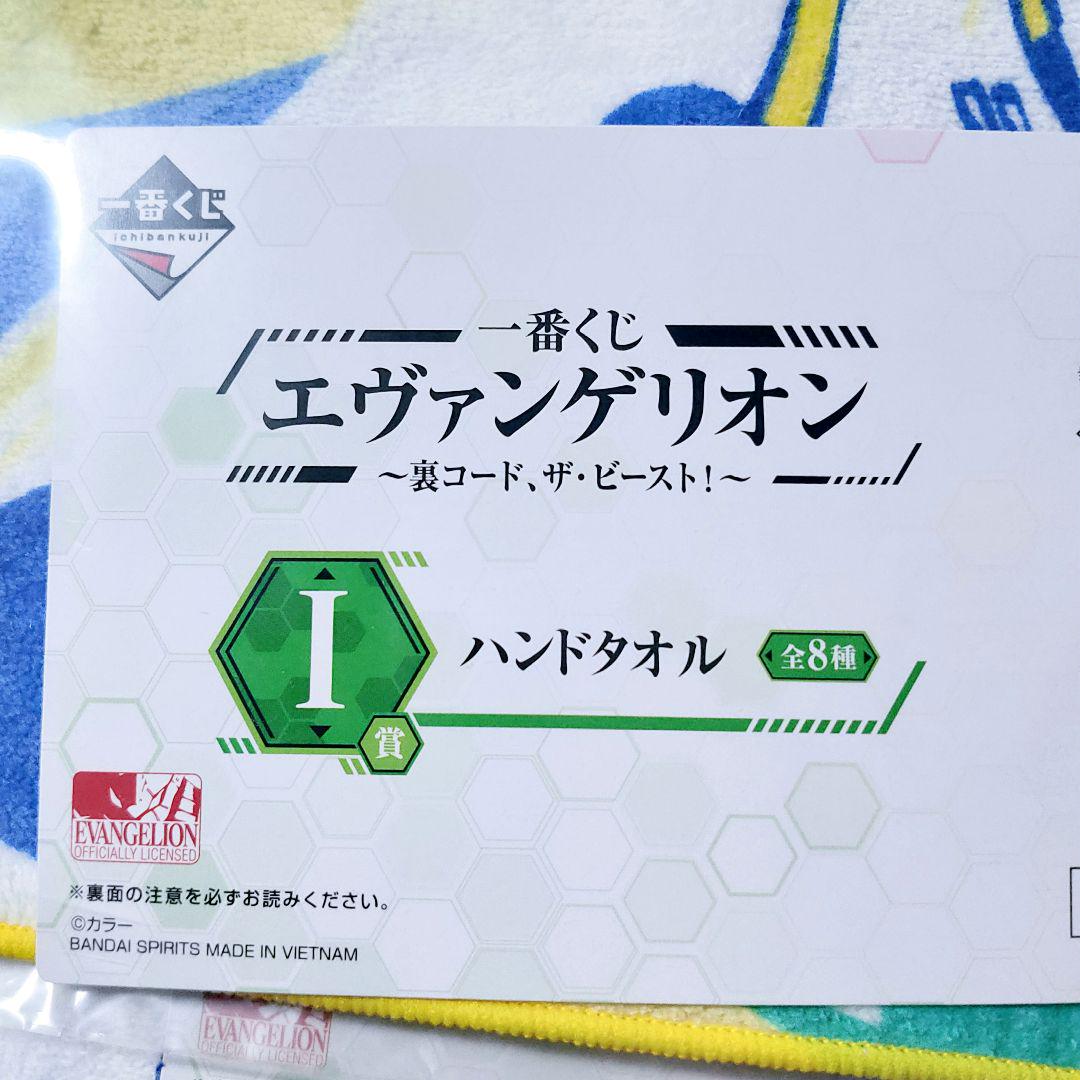 一番くじ
ichibankuji
一番くじ
エヴァンゲリオン
～裏コード、ザ・ビースト!～
I
賞
ハンドタオル
全8種
EVANGELION
OFFICIALLY LICENSED
※裏面の注意を必ずお読みください。
©カラー
BANDAI SPIRITS MADE IN VIETNAM
EVANGELION
OFFICIALLY LICENSED